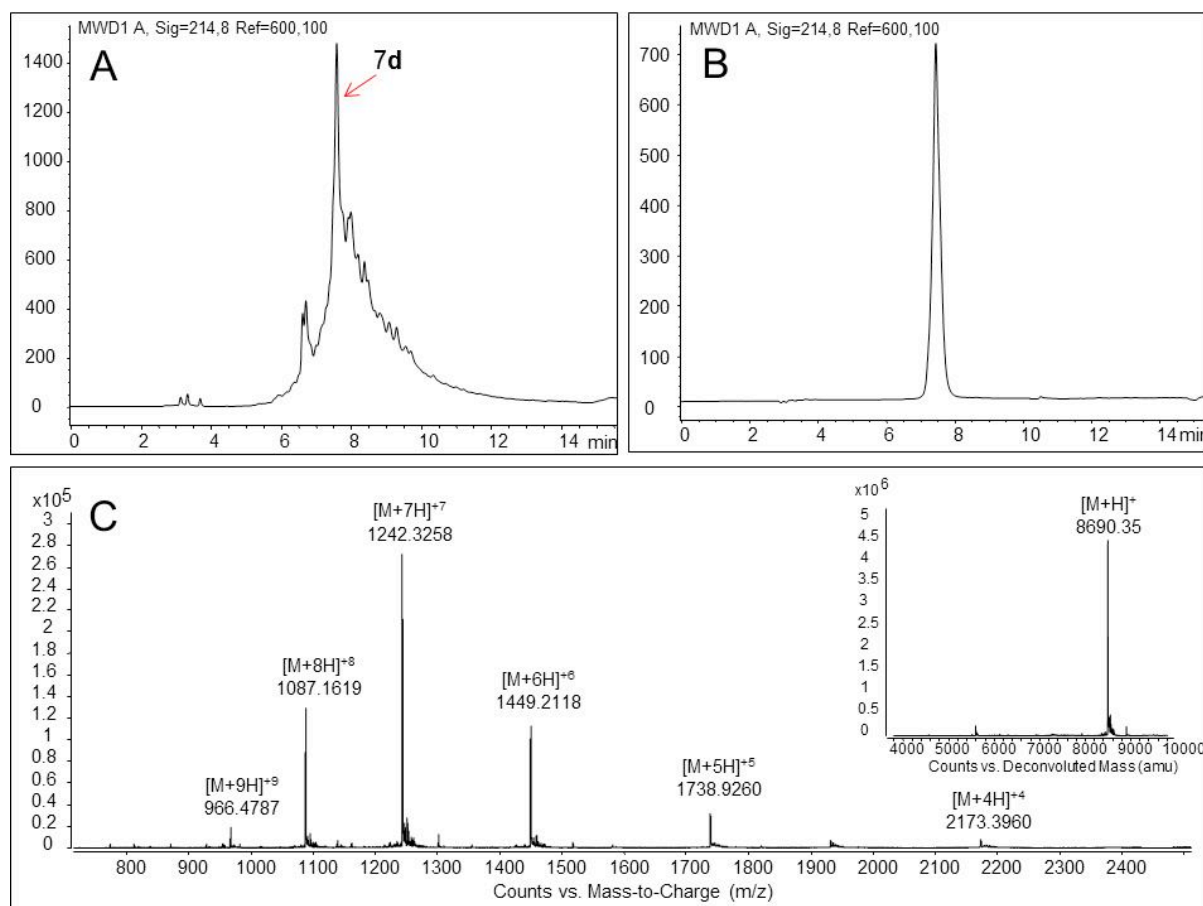 MWD1 A, Sig=214,8 Ref=600,100
A
7d
1400
1200
1000
800
600
400
200
0
0 2 4 6 8 10 12 14 min
MWD1 A, Sig=214,8 Ref=600,100
B
700
600
500
400
300
200
100
0
0 2 4 6 8 10 12 14 min
x10⁵
C
3
2.8
2.6
2.4
2.2
2
1.8
1.6
1.4
1.2
1
0.8
0.6
0.4
0.2
0
[M+9H]⁺⁹
966.4787
[M+8H]⁺⁸
1087.1619
[M+7H]⁺⁷
1242.3258
[M+6H]⁺⁶
1449.2118
[M+5H]⁺⁵
1738.9260
[M+4H]⁺⁴
2173.3960
800 900 1000 1100 1200 1300 1400 1500 1600 1700 1800 1900 2000 2100 2200 2300 2400
Counts vs. Mass-to-Charge (m/z)
x10⁶
5
4.5
4
3.5
3
2.5
2
1.5
1
0.5
0
[M+H]⁺
8690.35
4000 5000 6000 7000 8000 9000 10000
Counts vs. Deconvoluted Mass (amu)